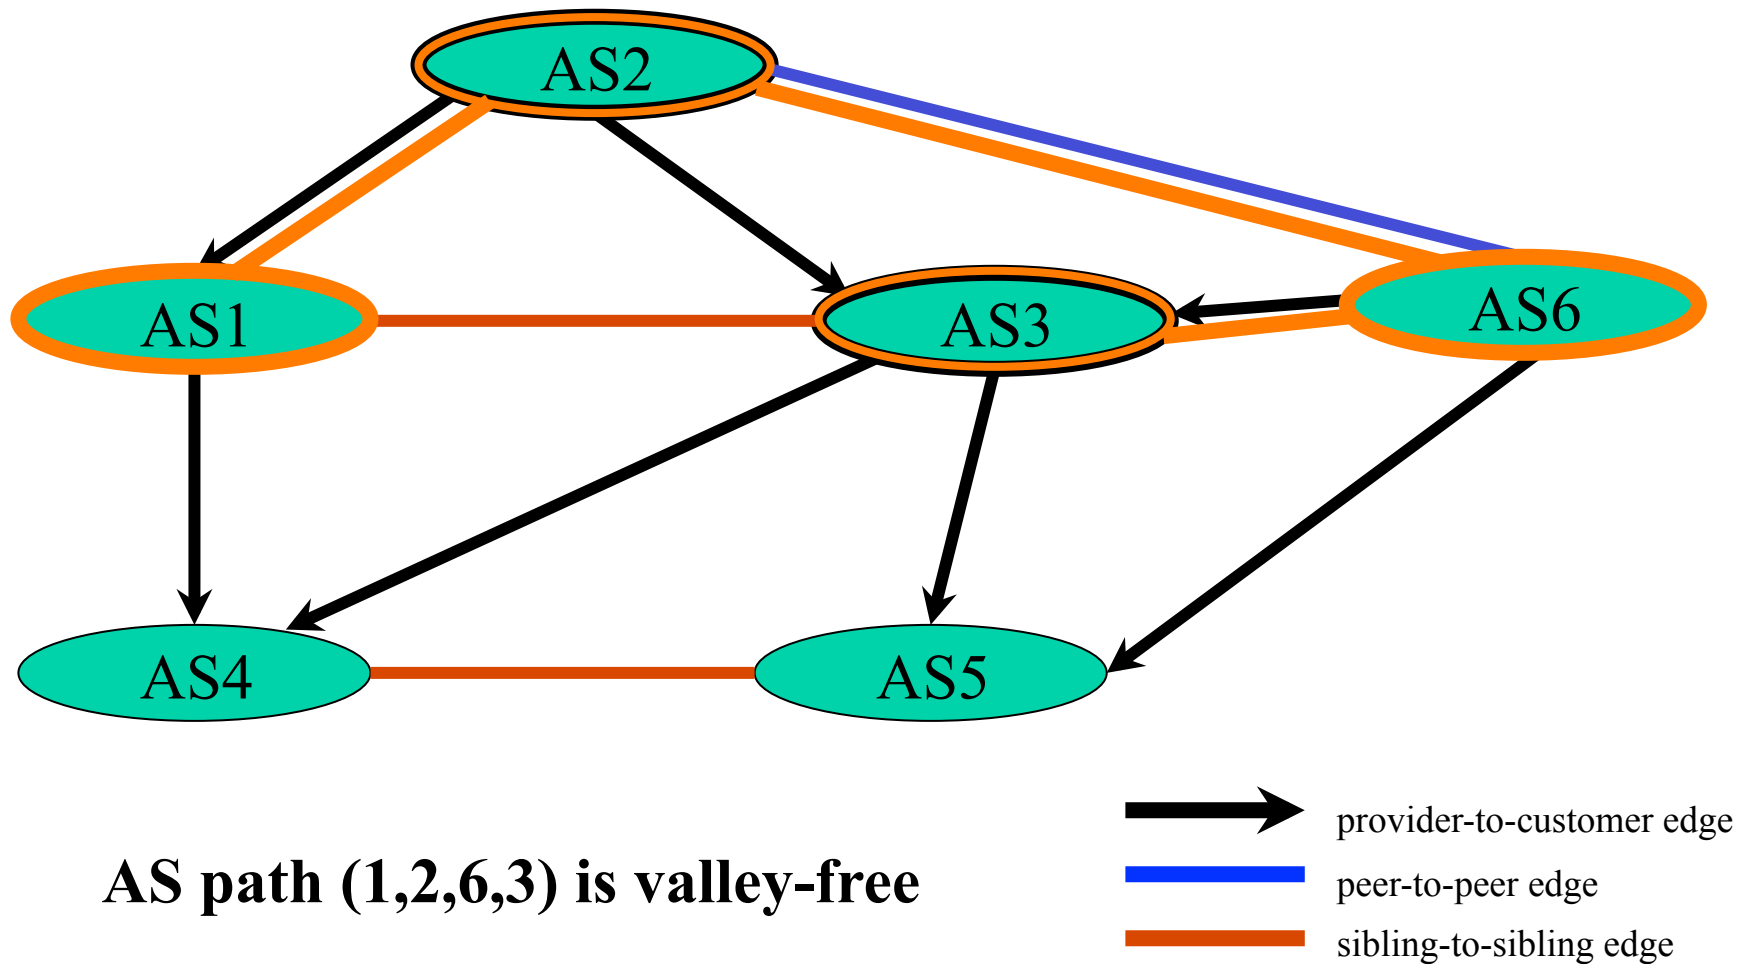 AS2
AS1
AS3
AS6
AS4
AS5
provider-to-customer edge
AS path (1,2,6,3) is valley-free
peer-to-peer edge
sibling-to-sibling edge